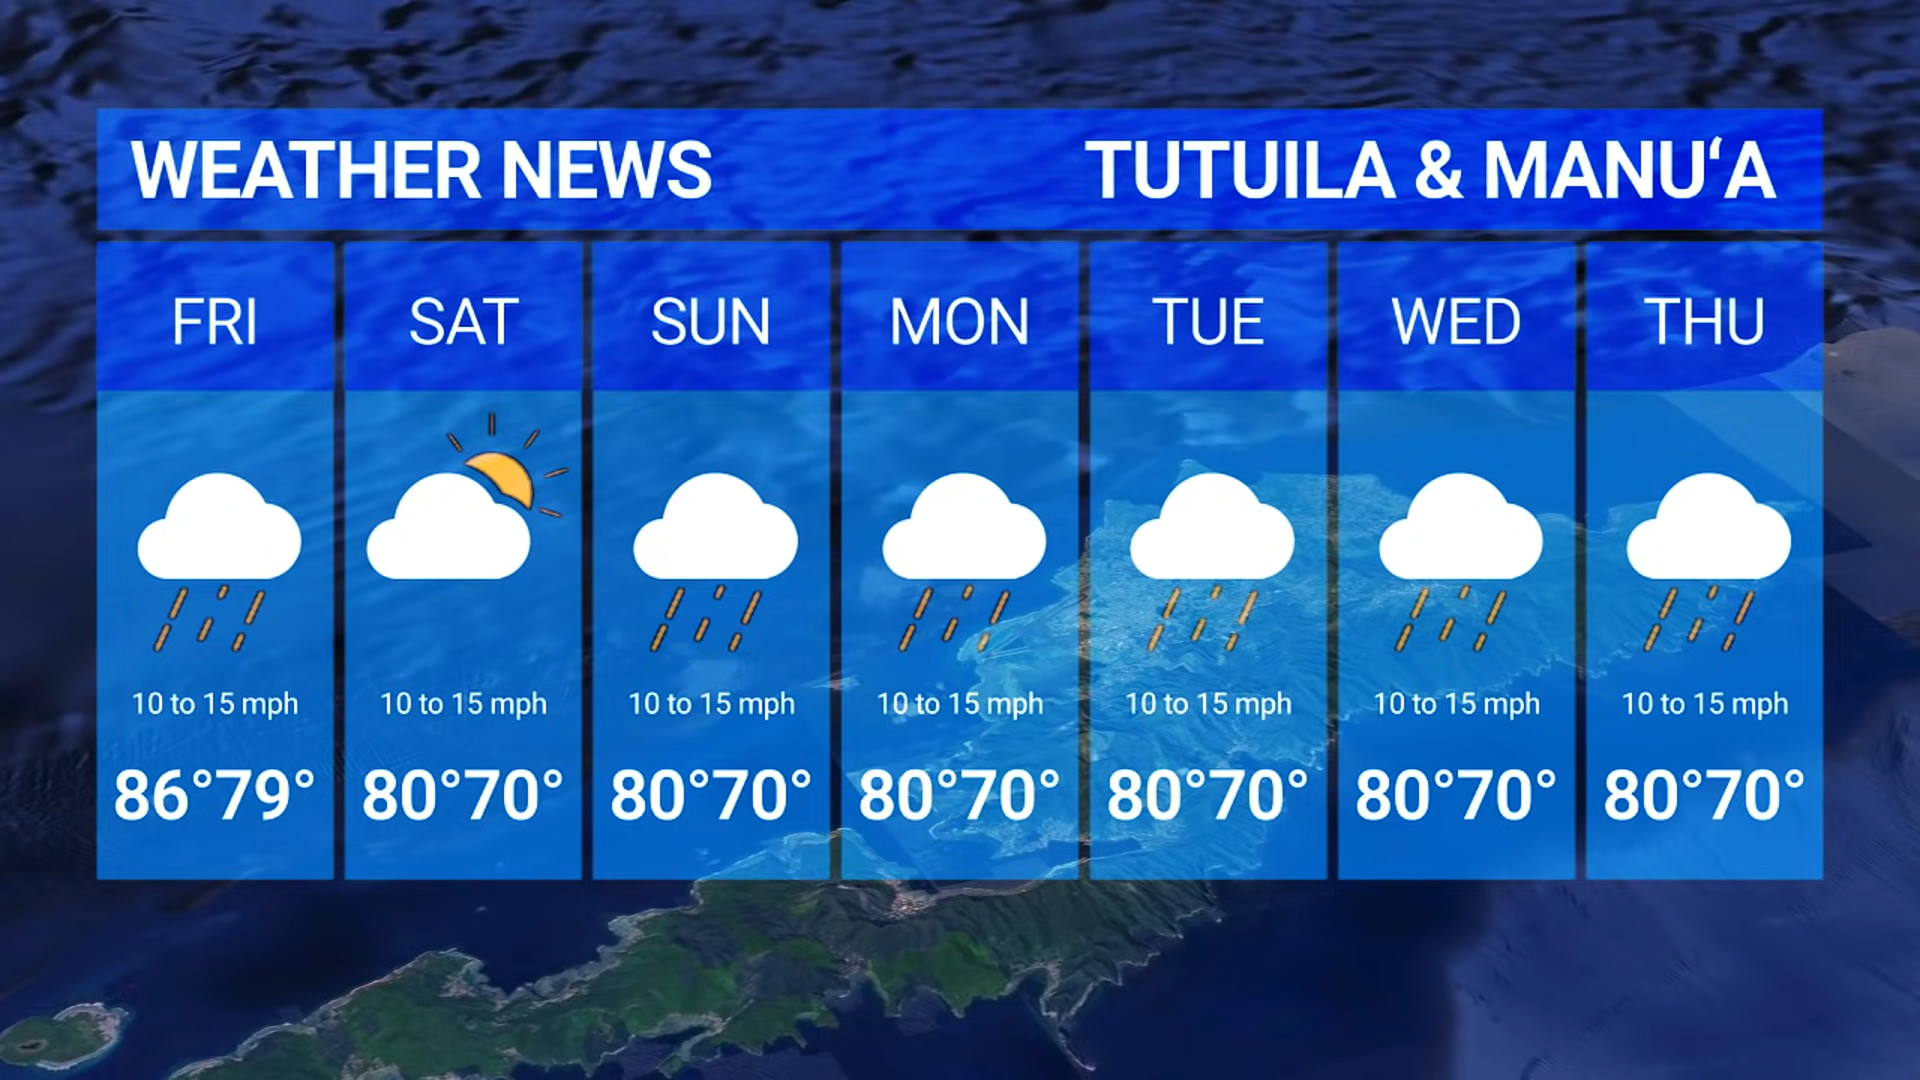 WEATHER NEWS TUTUILA & MANUʻA
FRI SAT SUN MON TUE WED THU
10 to 15 mph 10 to 15 mph 10 to 15 mph 10 to 15 mph 10 to 15 mph 10 to 15 mph 10 to 15 mph
86°79° 80°70° 80°70° 80°70° 80°70° 80°70° 80°70°